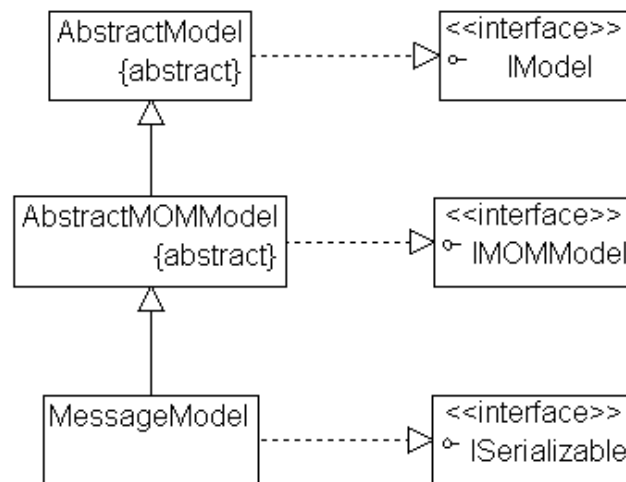 AbstractModel
{abstract}
<<interface>>
IModel
AbstractMOMModel
{abstract}
<<interface>>
IMOMModel
MessageModel
<<interface>>
ISerializable